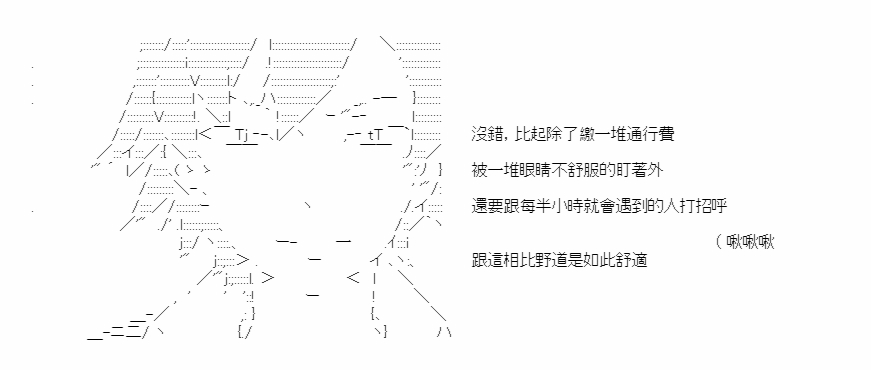 沒錯，比起除了繳一堆通行費
被一堆眼睛不舒服的盯著外
還要跟每半小時就會遇到的人打招呼
（啾啾啾
跟這相比野道是如此舒適